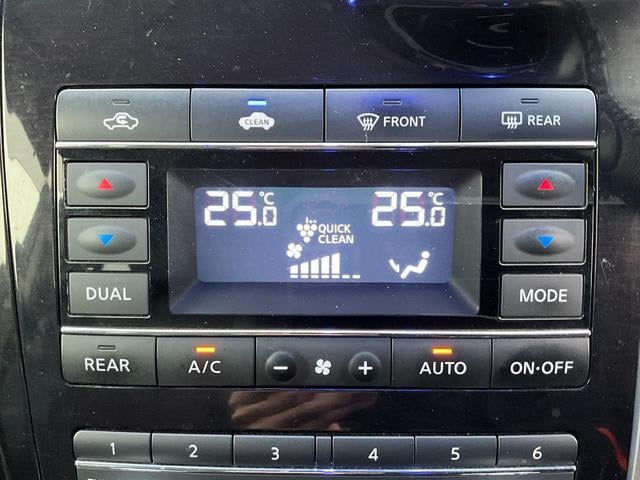 CLEAN FRONT REAR
25.0 °C 25.0 °C
QUICK
CLEAN
DUAL MODE
REAR A/C − + AUTO ON·OFF
1 2 3 4 5 6